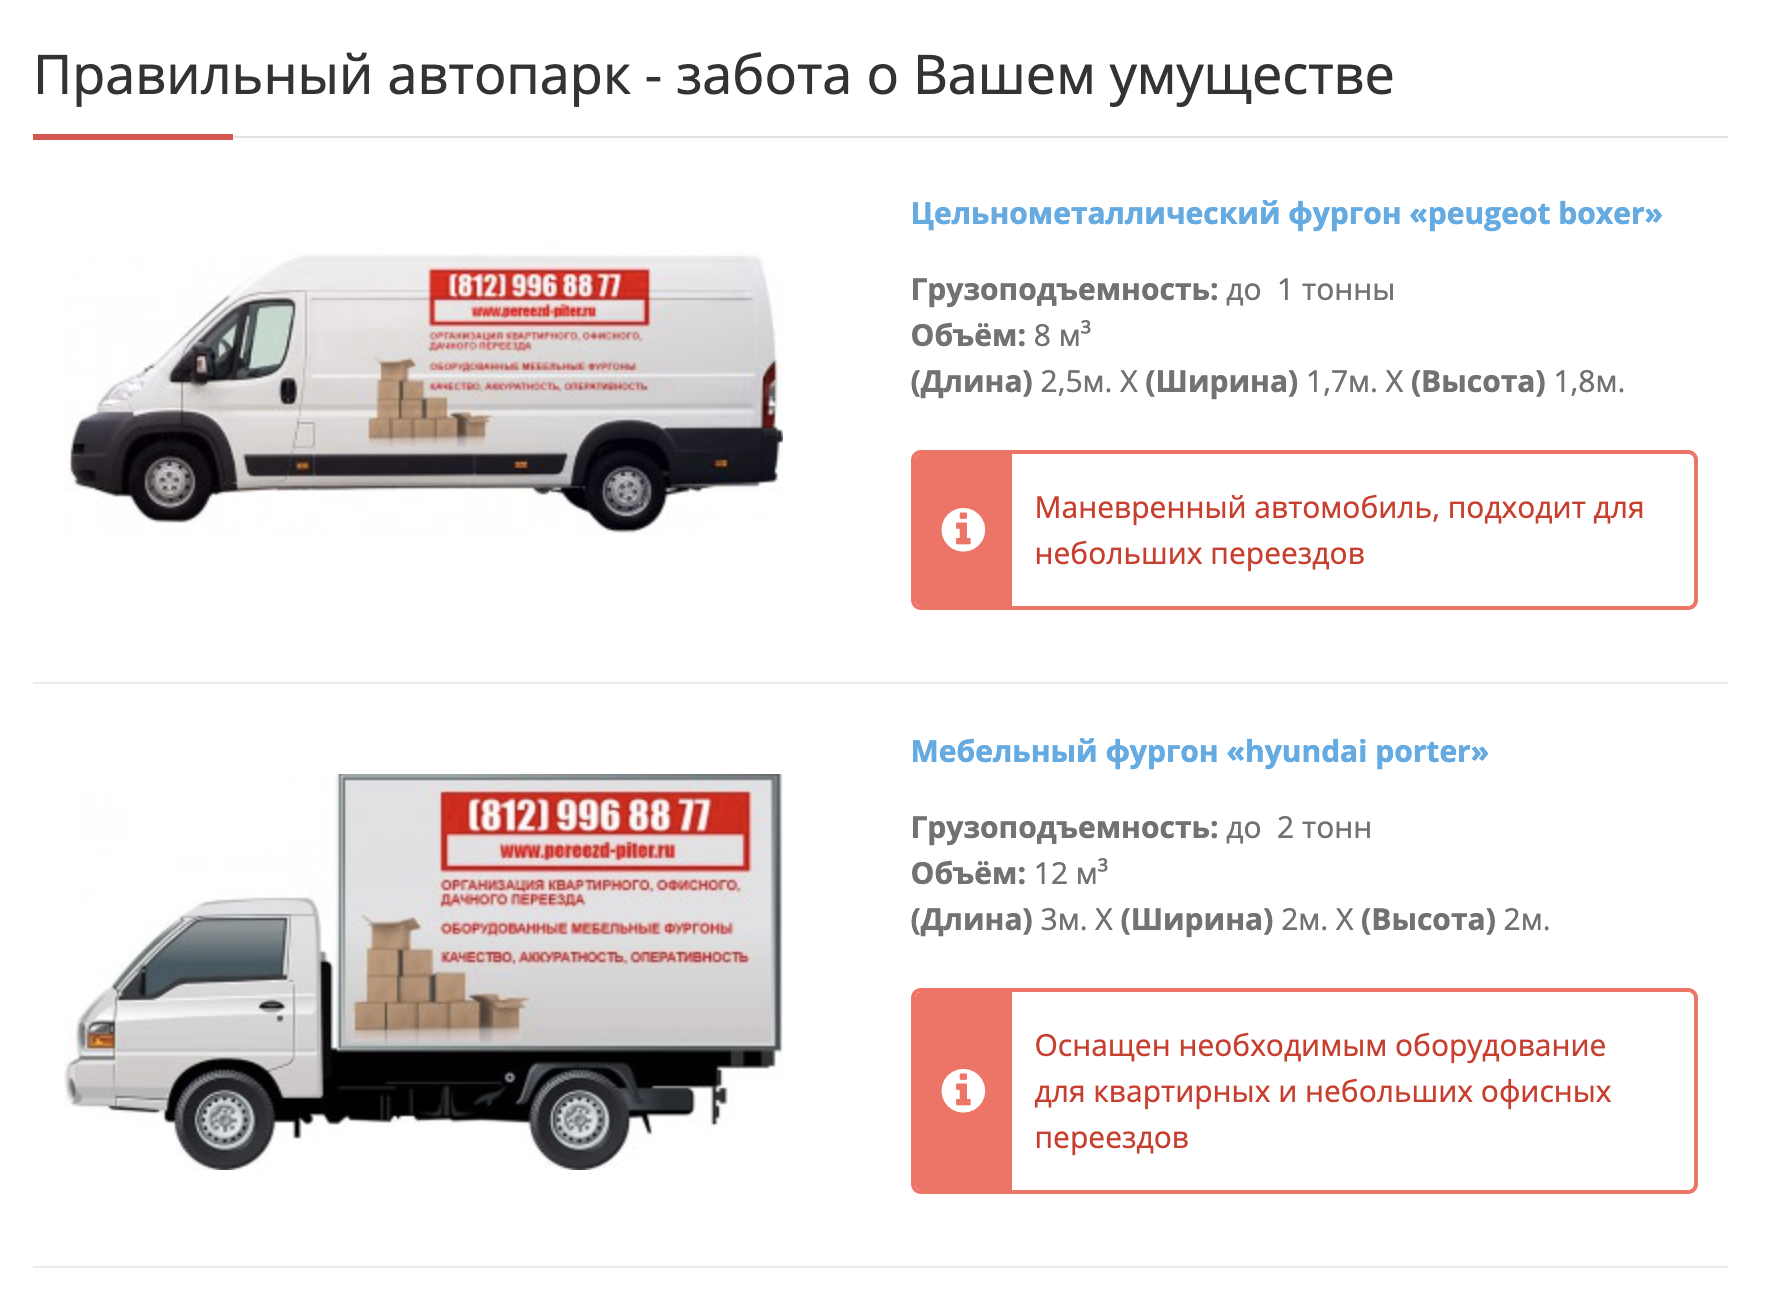 Правильный автопарк - забота о Вашем умуществе
Цельнометаллический фургон «peugeot boxer»
(812) 996 88 77
www.pereezd-piter.ru
ОРГАНИЗАЦИЯ КВАРТИРНОГО, ОФИСНОГО,
ДАЧНОГО ПЕРЕЕЗДА
ОБОРУДОВАННЫЕ МЕБЕЛЬНЫЕ ФУРГОНЫ
КАЧЕСТВО, АККУРАТНОСТЬ, ОПЕРАТИВНОСТЬ
Грузоподъемность: до 1 тонны
Объём: 8 м³
(Длина) 2,5м. X (Ширина) 1,7м. X (Высота) 1,8м.
Маневренный автомобиль, подходит для
небольших переездов
Мебельный фургон «hyundai porter»
(812) 996 88 77
www.pereezd-piter.ru
ОРГАНИЗАЦИЯ КВАРТИРНОГО, ОФИСНОГО,
ДАЧНОГО ПЕРЕЕЗДА
ОБОРУДОВАННЫЕ МЕБЕЛЬНЫЕ ФУРГОНЫ
КАЧЕСТВО, АККУРАТНОСТЬ, ОПЕРАТИВНОСТЬ
Грузоподъемность: до 2 тонн
Объём: 12 м³
(Длина) 3м. X (Ширина) 2м. X (Высота) 2м.
Оснащен необходимым оборудование
для квартирных и небольших офисных
переездов